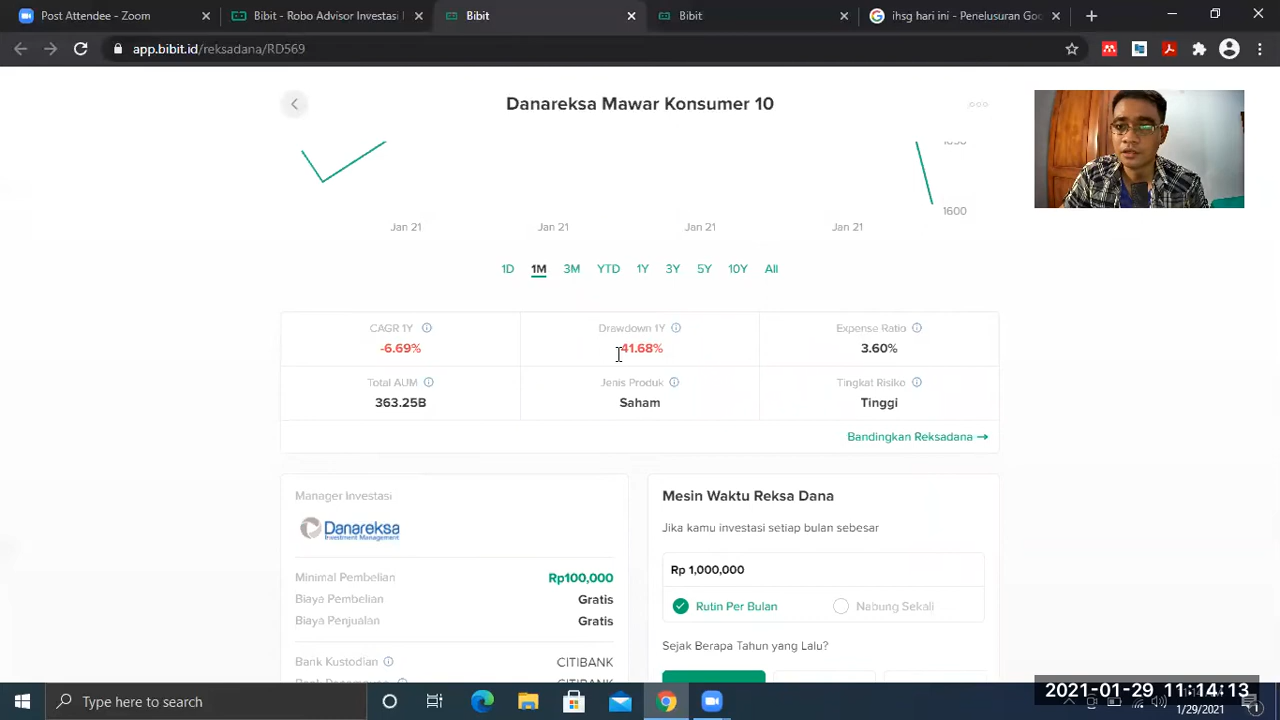 Post Attendee - Zoom
Bibit - Robo Advisor Investasi
Bibit
Bibit
ihsg hari ini - Penelusuran Goo
app.bibit.id/reksadana/RD569
Danareksa Mawar Konsumer 10
1600
Jan 21 Jan 21 Jan 21 Jan 21
1D 1M 3M YTD 1Y 3Y 5Y 10Y All
CAGR 1Y Drawdown 1Y Expense Ratio
-6.69% 41.68% 3.60%
Total AUM Jenis Produk Tingkat Risiko
363.25B Saham Tinggi
Bandingkan Reksadana →
Manager Investasi
Danareksa
Investment Management
Minimal Pembelian Rp100,000
Biaya Pembelian Gratis
Biaya Penjualan Gratis
Bank Kustodian CITIBANK
Mesin Waktu Reksa Dana
Jika kamu investasi setiap bulan sebesar
Rp 1,000,000
Rutin Per Bulan Nabung Sekali
Sejak Berapa Tahun yang Lalu?
Type here to search
2021-01-29 11:14:13
1/29/2021